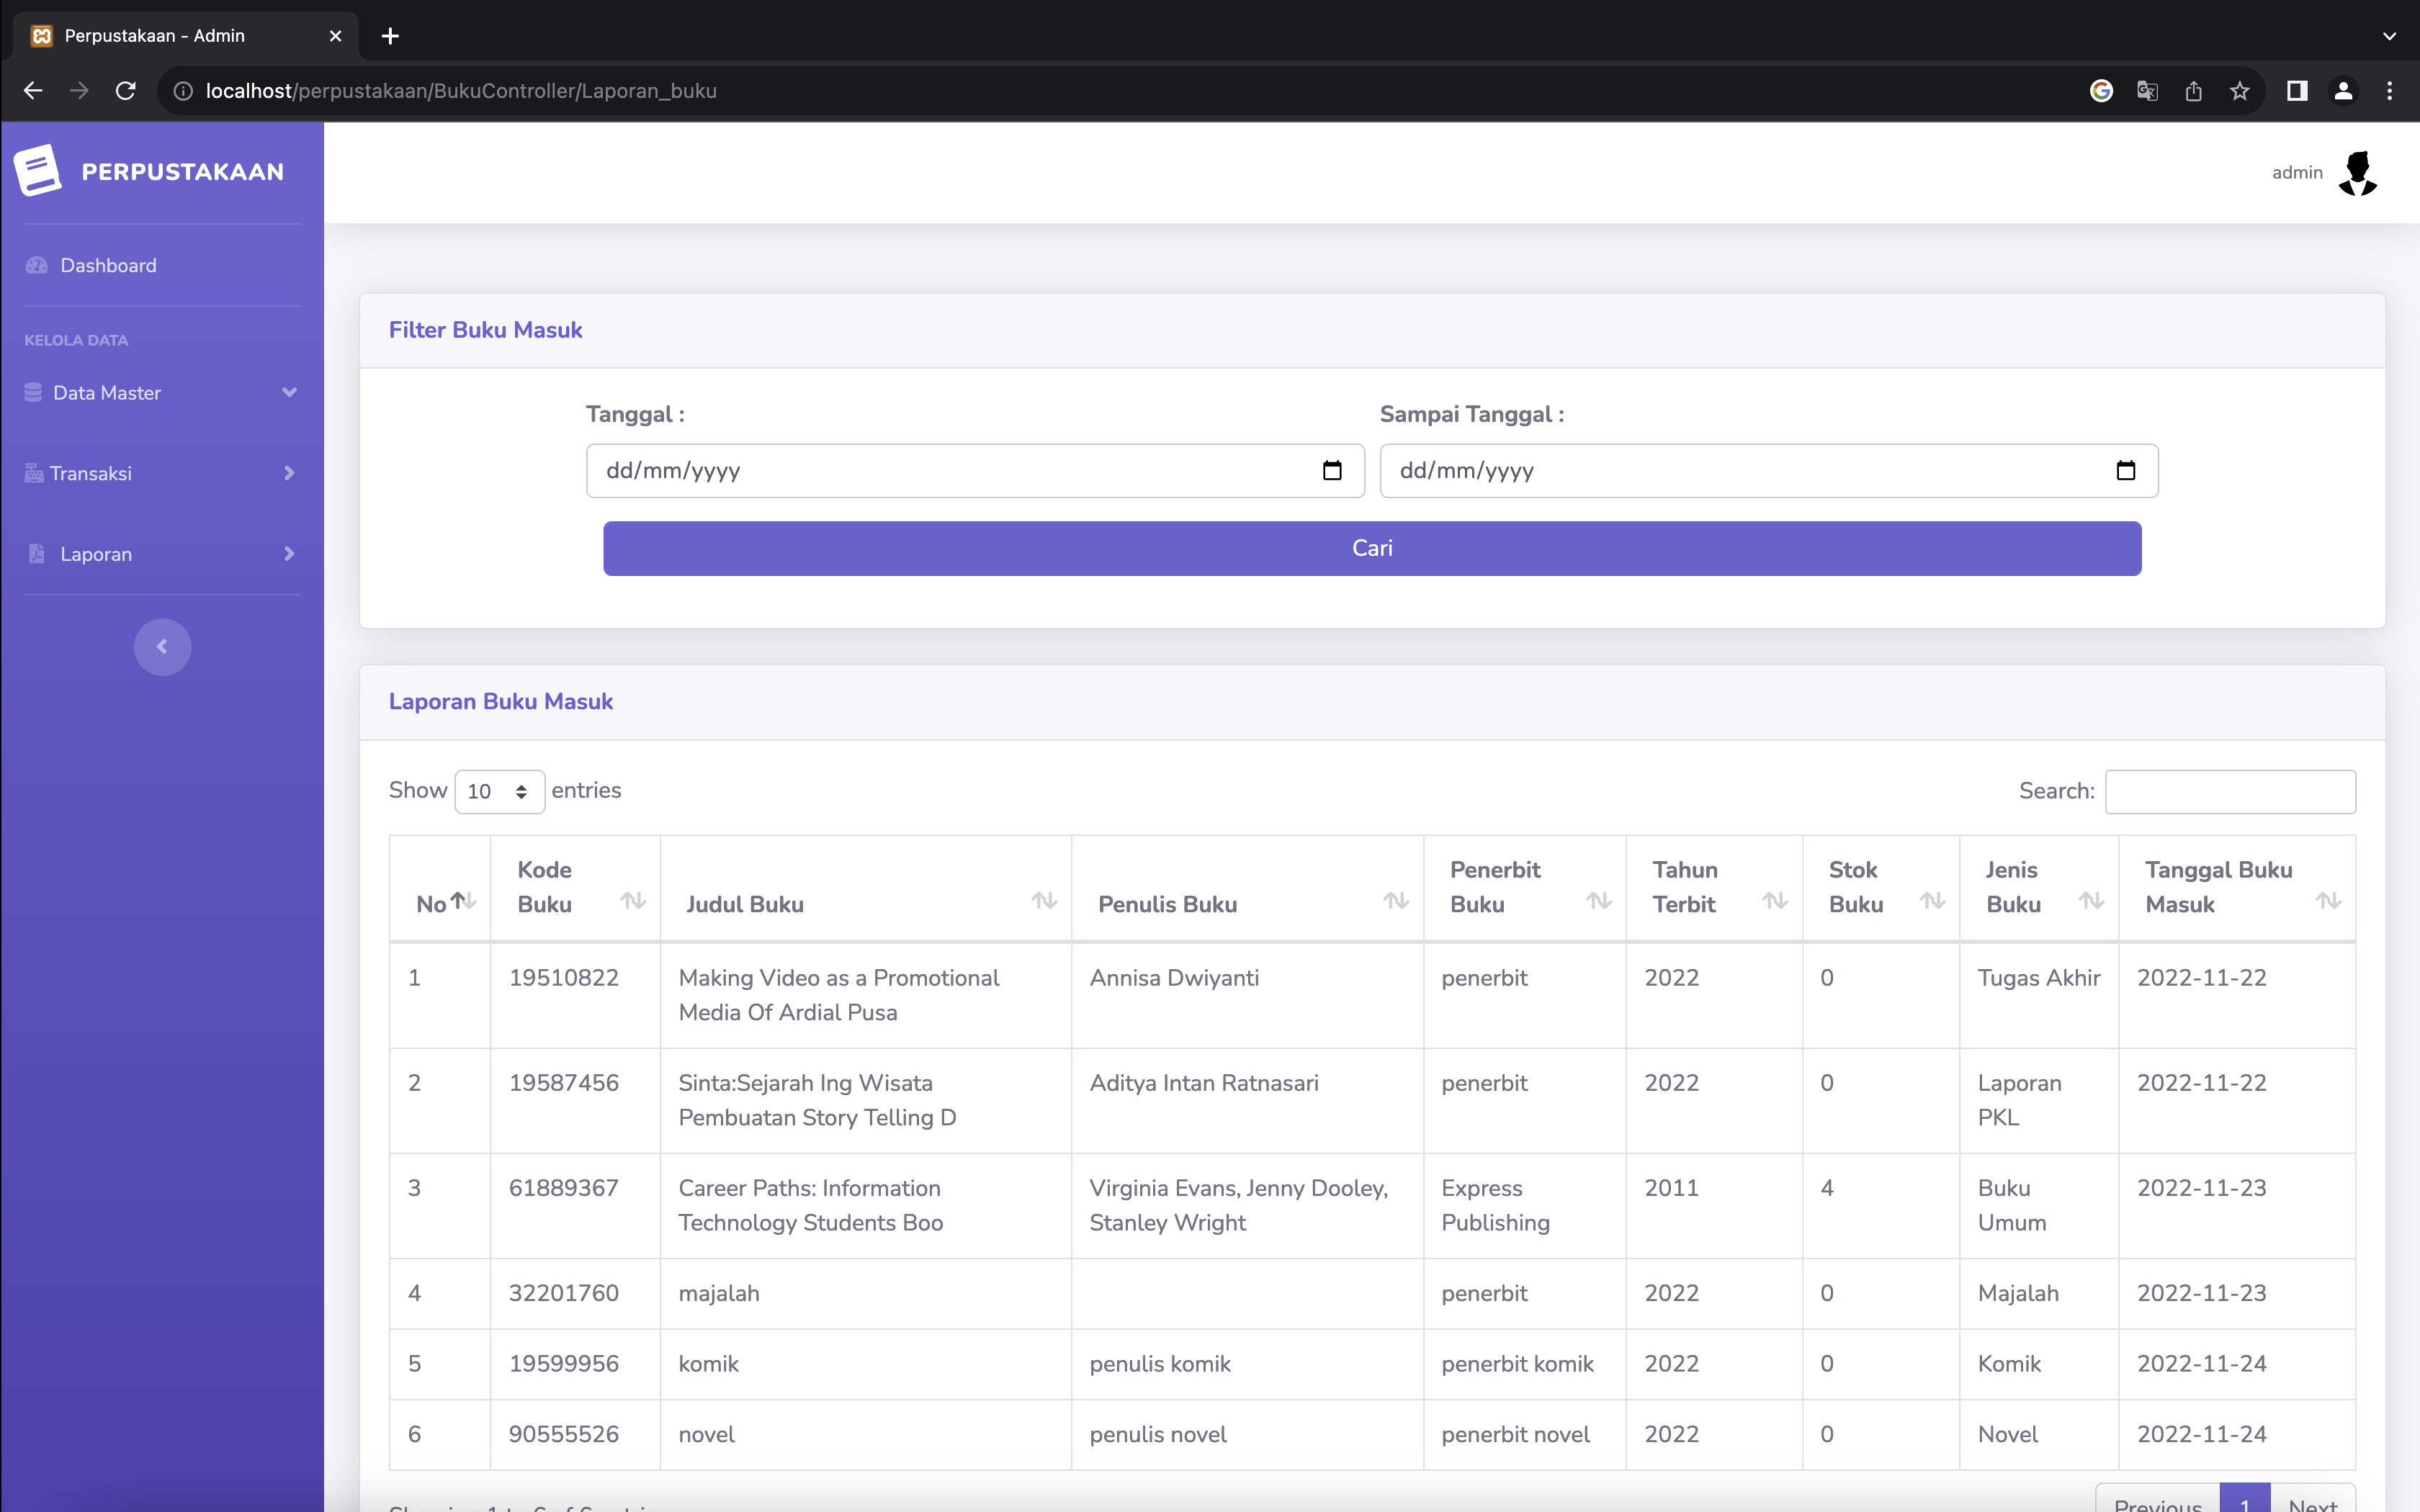 Perpustakaan - Admin
localhost/perpustakaan/BukuController/Laporan_buku
PERPUSTAKAAN
admin
Dashboard
KELOLA DATA
Data Master
Transaksi
Laporan
Filter Buku Masuk
Tanggal : Sampai Tanggal :
dd/mm/yyyy dd/mm/yyyy
Cari
Laporan Buku Masuk
Show 10 entries Search:
No Kode Buku Judul Buku Penulis Buku Penerbit Buku Tahun Terbit Stok Buku Jenis Buku Tanggal Buku Masuk
1 19510822 Making Video as a Promotional Media Of Ardial Pusa Annisa Dwiyanti penerbit 2022 0 Tugas Akhir 2022-11-22
2 19587456 Sinta:Sejarah Ing Wisata Pembuatan Story Telling D Aditya Intan Ratnasari penerbit 2022 0 Laporan PKL 2022-11-22
3 61889367 Career Paths: Information Technology Students Boo Virginia Evans, Jenny Dooley, Stanley Wright Express Publishing 2011 4 Buku Umum 2022-11-23
4 32201760 majalah penerbit 2022 0 Majalah 2022-11-23
5 19599956 komik penulis komik penerbit komik 2022 0 Komik 2022-11-24
6 90555526 novel penulis novel penerbit novel 2022 0 Novel 2022-11-24
Showing 1 to 6 of 6 entries Previous 1 Next